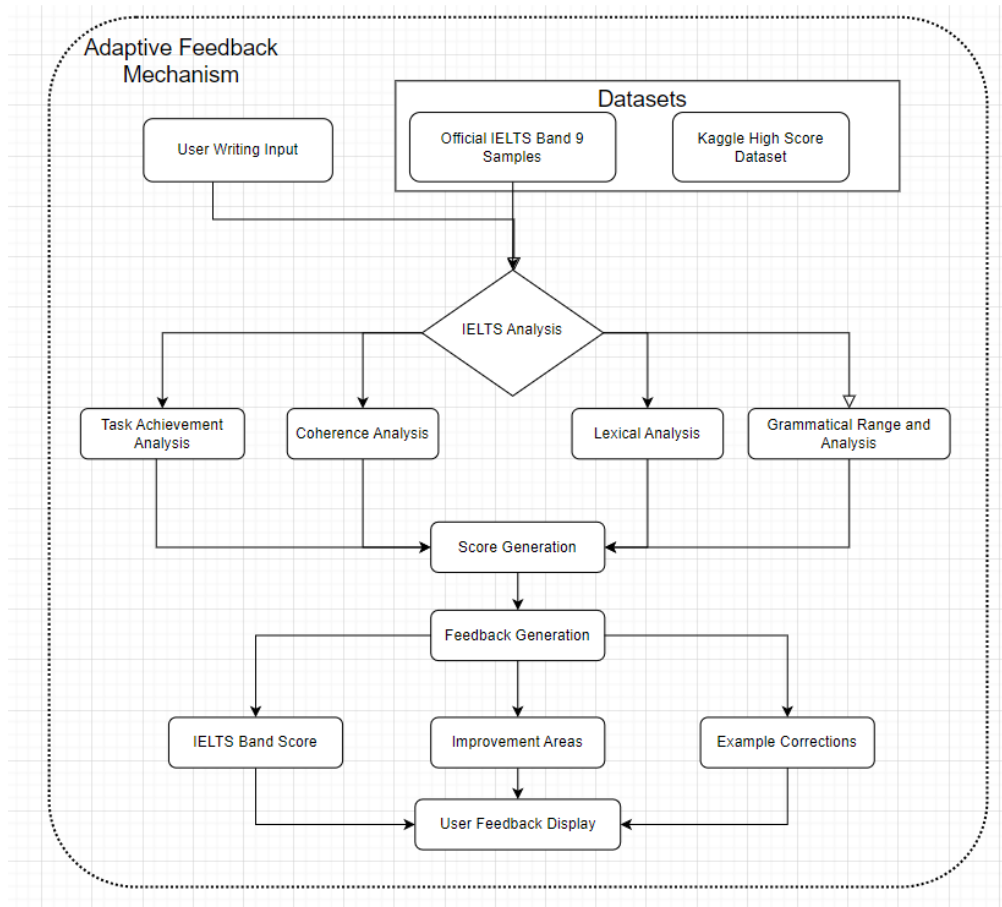 Adaptive Feedback
Mechanism
Datasets
User Writing Input
Official IELTS Band 9
Samples
Kaggle High Score
Dataset
IELTS Analysis
Task Achievement
Analysis
Coherence Analysis
Lexical Analysis
Grammatical Range and
Analysis
Score Generation
Feedback Generation
IELTS Band Score
Improvement Areas
Example Corrections
User Feedback Display